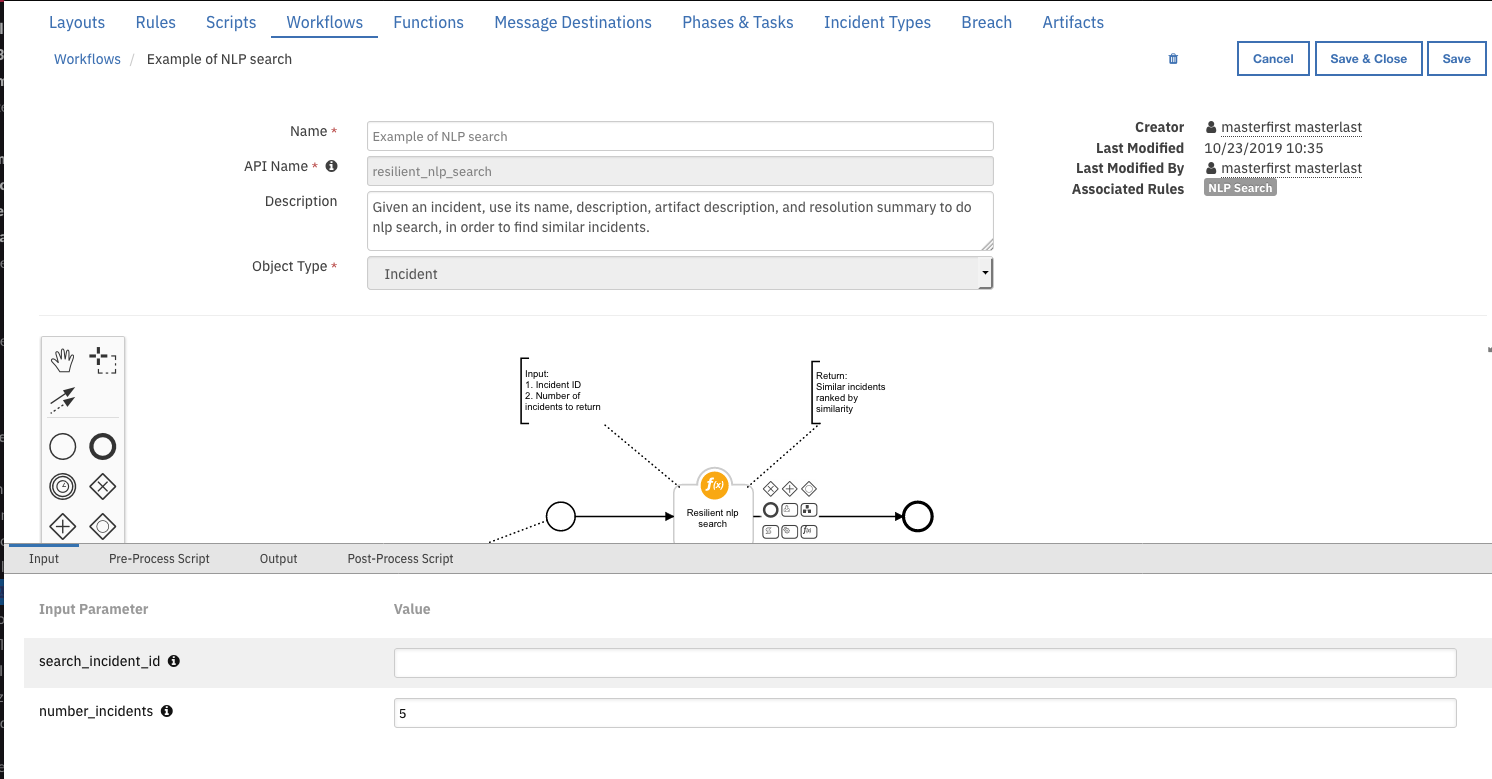 Layouts Rules Scripts Workflows Functions Message Destinations Phases & Tasks Incident Types Breach Artifacts
Workflows / Example of NLP search
Cancel Save & Close Save
Name * Example of NLP search
API Name * resilient_nlp_search
Description Given an incident, use its name, description, artifact description, and resolution summary to do
nlp search, in order to find similar incidents.
Object Type * Incident
Creator masterfirst masterlast
Last Modified 10/23/2019 10:35
Last Modified By masterfirst masterlast
Associated Rules NLP Search
Input:
1. Incident ID
2. Number of
incidents to return
Return:
Similar incidents
ranked by
similarity
f(x)
Resilient nlp
search
Input Pre-Process Script Output Post-Process Script
Input Parameter Value
search_incident_id
number_incidents 5